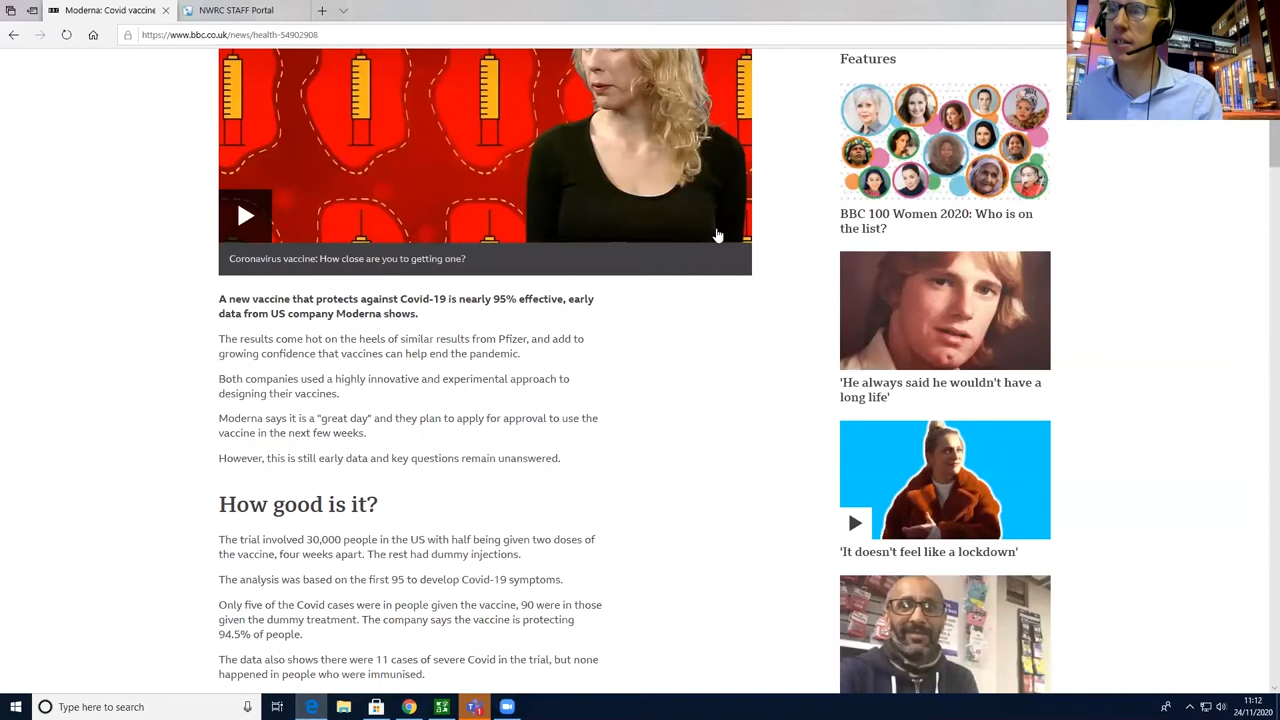 Moderna: Covid vaccine
NWRC STAFF Portal
https://www.bbc.co.uk/news/health-54902908
Coronavirus vaccine: How close are you to getting one?
A new vaccine that protects against Covid-19 is nearly 95% effective, early
data from US company Moderna shows.
The results come hot on the heels of similar results from Pfizer, and add to
growing confidence that vaccines can help end the pandemic.
Both companies used a highly innovative and experimental approach to
designing their vaccines.
Moderna says it is a "great day" and they plan to apply for approval to use the
vaccine in the next few weeks.
However, this is still early data and key questions remain unanswered.
How good is it?
The trial involved 30,000 people in the US with half being given two doses of
the vaccine, four weeks apart. The rest had dummy injections.
The analysis was based on the first 95 to develop Covid-19 symptoms.
Only five of the Covid cases were in people given the vaccine, 90 were in those
given the dummy treatment. The company says the vaccine is protecting
94.5% of people.
The data also shows there were 11 cases of severe Covid in the trial, but none
happened in people who were immunised.
Features
BBC 100 Women 2020: Who is on
the list?
'He always said he wouldn't have a
long life'
'It doesn't feel like a lockdown'
Type here to search
11:12
24/11/2020